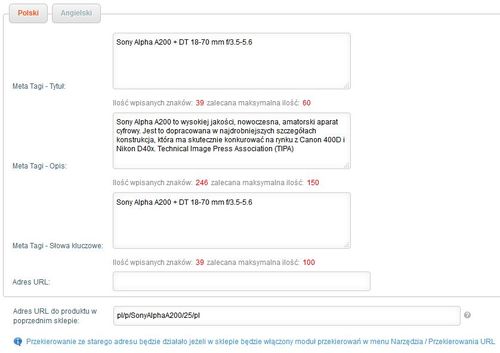 Polski Angielski
Sony Alpha A200 + DT 18-70 mm f/3.5-5.6
Meta Tagi - Tytuł:
Ilość wpisanych znaków: 39 zalecana maksymalna ilość: 60
Sony Alpha A200 to wysokiej jakości, nowoczesna, amatorski aparat
cyfrowy. Jest to dopracowana w najdrobniejszych szczegółach
konstrukcja, która ma skutecznie konkurować na rynku z Canon 400D i
Nikon D40x. Technical Image Press Association (TIPA)
Meta Tagi - Opis:
Ilość wpisanych znaków: 246 zalecana maksymalna ilość: 150
Sony Alpha A200 + DT 18-70 mm f/3.5-5.6
Meta Tagi - Słowa kluczowe:
Ilość wpisanych znaków: 39 zalecana maksymalna ilość: 100
Adres URL:
Adres URL do produktu w
poprzednim sklepie:
pl/p/SonyAlphaA200/25/pl
Przekierowanie ze starego adresu będzie działało jeżeli w sklepie będzie włączony moduł przekierowań w menu Narzędzia / Przekierowania URL